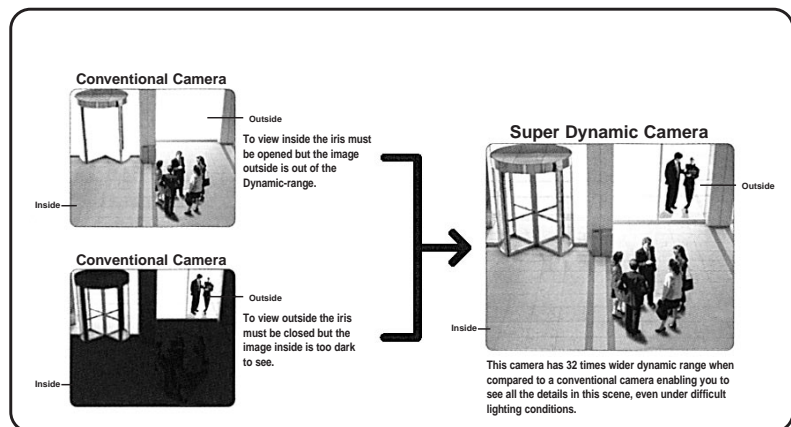 Conventional Camera
Outside
To view inside the iris must
be opened but the image
outside is out of the
Dynamic-range.
Inside
Conventional Camera
Outside
To view outside the iris
must be closed but the
image inside is too dark
to see.
Inside
Super Dynamic Camera
Outside
Inside
This camera has 32 times wider dynamic range when
compared to a conventional camera enabling you to
see all the details in this scene, even under difficult
lighting conditions.